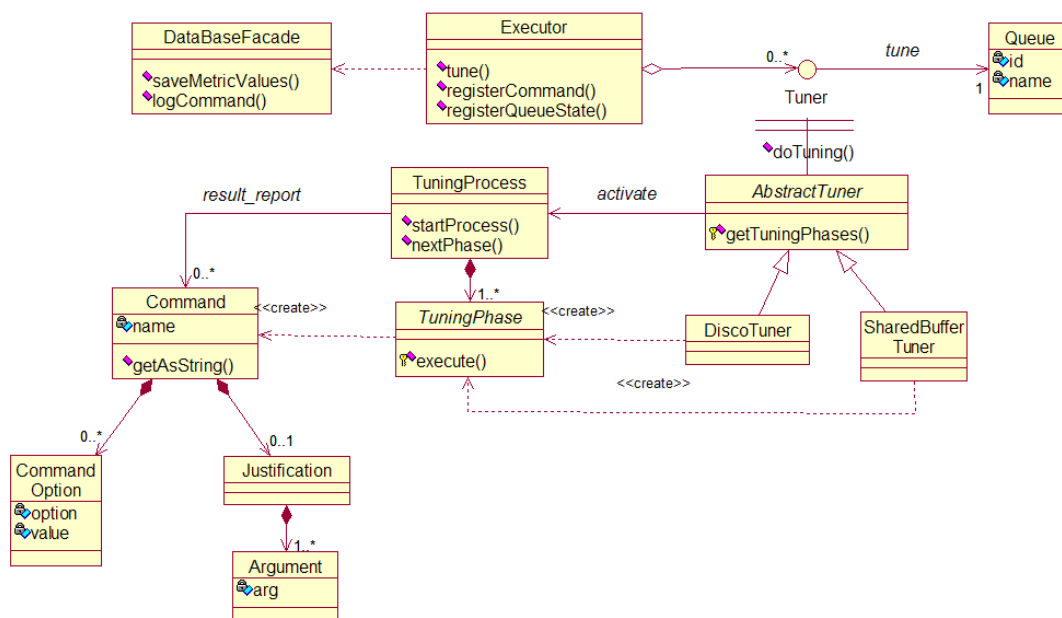 DataBaseFacade
saveMetricValues()
logCommand()
Executor
tune()
registerCommand()
registerQueueState()
0..*
Tuner
doTuning()
tune
1
Queue
id
name
result_report
TuningProcess
startProcess()
nextPhase()
activate
AbstractTuner
getTuningPhases()
0..*
Command
name
getAsString()
<<create>>
1..*
TuningPhase
execute()
<<create>>
DiscoTuner
SharedBuffer
Tuner
<<create>>
0..*
0..1
Command
Option
option
value
Justification
1..*
Argument
arg